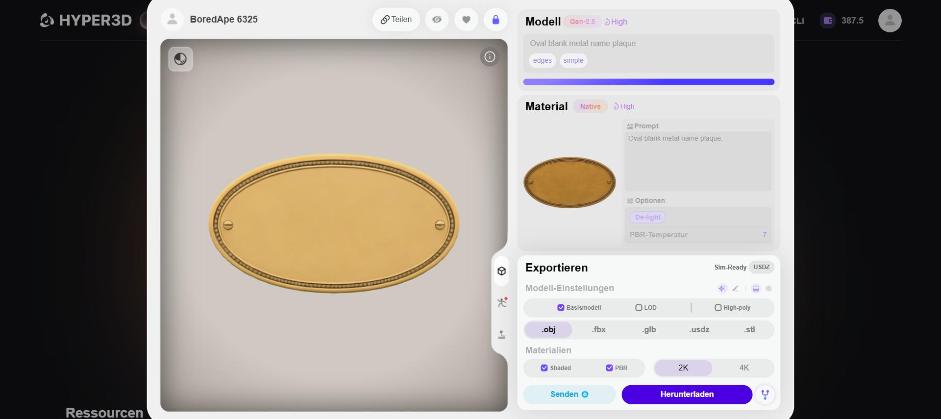 HYPER3D
BoredApe 6325
Teilen
Modell Gen-2.5 High
Oval blank metal name plaque
edges simple
Material Native High
Prompt
Oval blank metal name plaque.
Optionen
De-light
PBR-Temperatur 7
Exportieren Sim-Ready USDZ
Modell-Einstellungen
Basismodell LOD High-poly
.obj .fbx .glb .usdz .stl
Materialien
Shaded PBR 2K 4K
Senden Herunterladen
387.5
Ressourcen